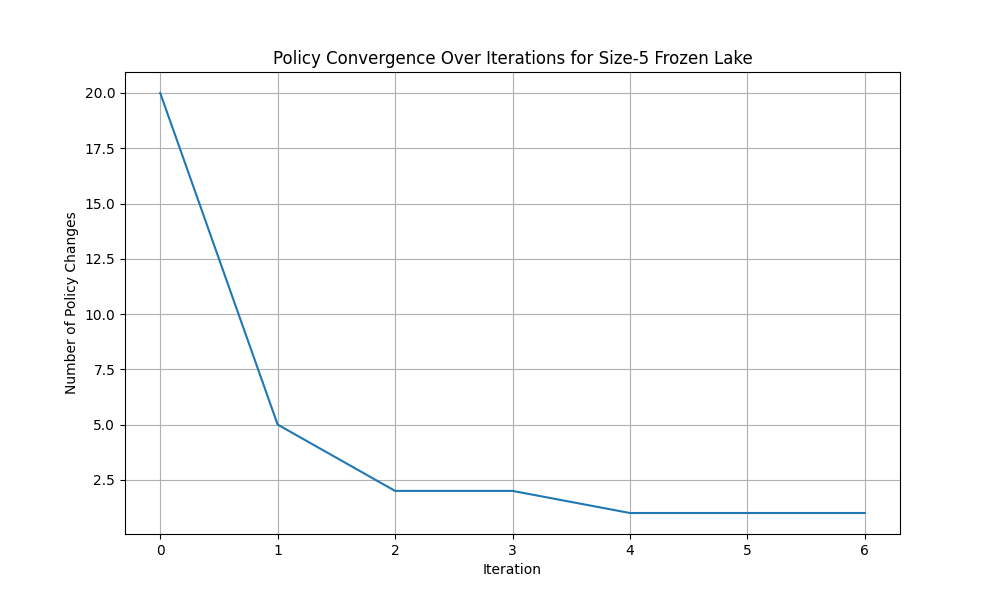 Policy Convergence Over Iterations for Size-5 Frozen Lake
Number of Policy Changes
20.0
17.5
15.0
12.5
10.0
7.5
5.0
2.5
0 1 2 3 4 5 6
Iteration